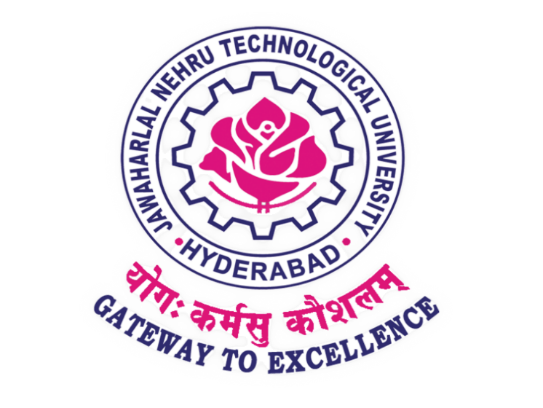 JAWAHARLAL NEHRU TECHNOLOGICAL UNIVERSITY
• HYDERABAD •
योगः कर्मसु कौशलम्
GATEWAY TO EXCELLENCE